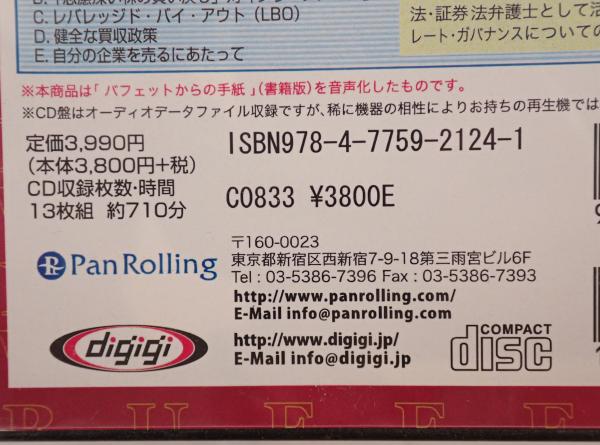 C. レバレッジド・バイ・アウト(LBO)
D. 健全な買収政策
E. 自分の企業を売るにあたって
法・証券法弁護士として活
レート・ガバナンスについての
※本商品は「バフェットからの手紙」(書籍版)を音声化したものです。
※CD盤はオーディオデータファイル収録ですが、稀に機器の相性によりお持ちの再生機では
定価3,990円
(本体3,800円+税)
CD収録枚数・時間
13枚組 約710分
ISBN978-4-7759-2124-1
C0833 ¥3800E
PanRolling
〒160-0023
東京都新宿区西新宿7-9-18第三雨宮ビル6F
Tel : 03-5386-7396 Fax : 03-5386-7393
http://www.panrolling.com/
E-Mail info@panrolling.com
digigi
http://www.digigi.jp/
E-Mail info@digigi.jp
COMPACT
disc
B U F F E